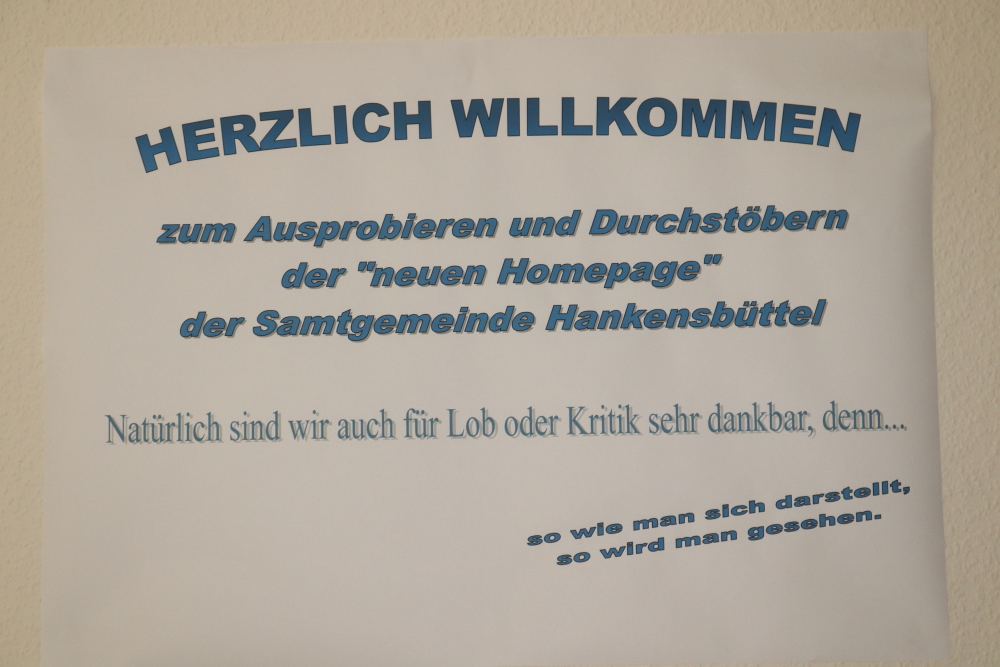 HERZLICH WILLKOMMEN
zum Ausprobieren und Durchstöbern
der "neuen Homepage"
der Samtgemeinde Hankensbüttel
Natürlich sind wir auch für Lob oder Kritik sehr dankbar, denn...
so wie man sich darstellt,
so wird man gesehen.